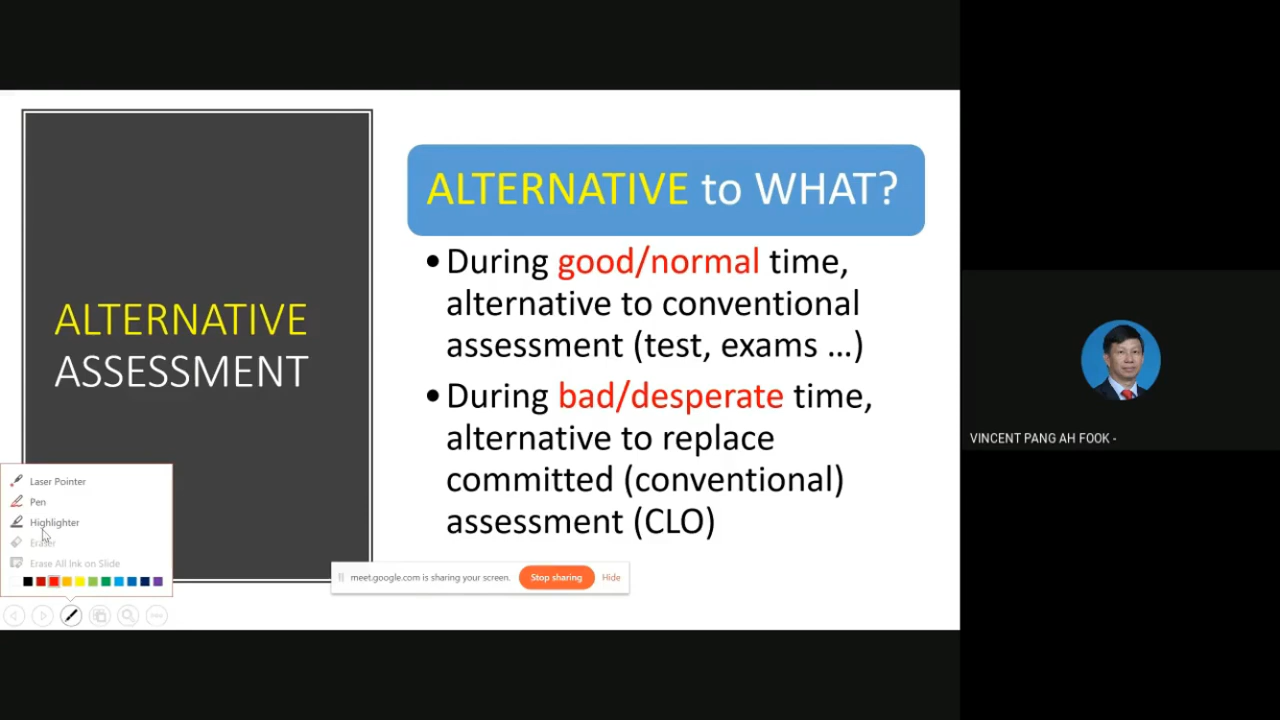 ALTERNATIVE
ASSESSMENT
ALTERNATIVE to WHAT?
•During good/normal time,
alternative to conventional
assessment (test, exams …)
•During bad/desperate time,
alternative to replace
committed (conventional)
assessment (CLO)
Laser Pointer
Pen
Highlighter
Eraser
Erase All Ink on Slide
meet.google.com is sharing your screen.
Stop sharing
Hide
VINCENT PANG AH FOOK -